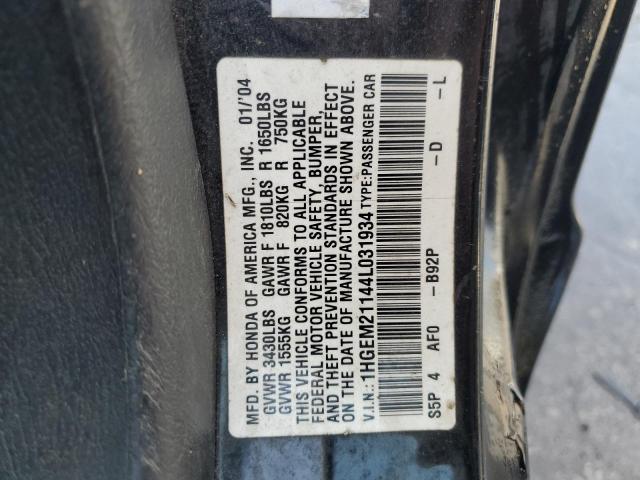 MFD. BY HONDA OF AMERICA MFG., INC. 01/'04
GVWR 3430LBS GAWR F 1810LBS R 1650LBS
GVWR 1555KG GAWR F 820KG R 750KG
THIS VEHICLE CONFORMS TO ALL APPLICABLE
FEDERAL MOTOR VEHICLE SAFETY, BUMPER,
AND THEFT PREVENTION STANDARDS IN EFFECT
ON THE DATE OF MANUFACTURE SHOWN ABOVE.
V.I.N.: 1HGEM21144L031934 TYPE: PASSENGER CAR
S5P 4 AF0 — B92P — D — L